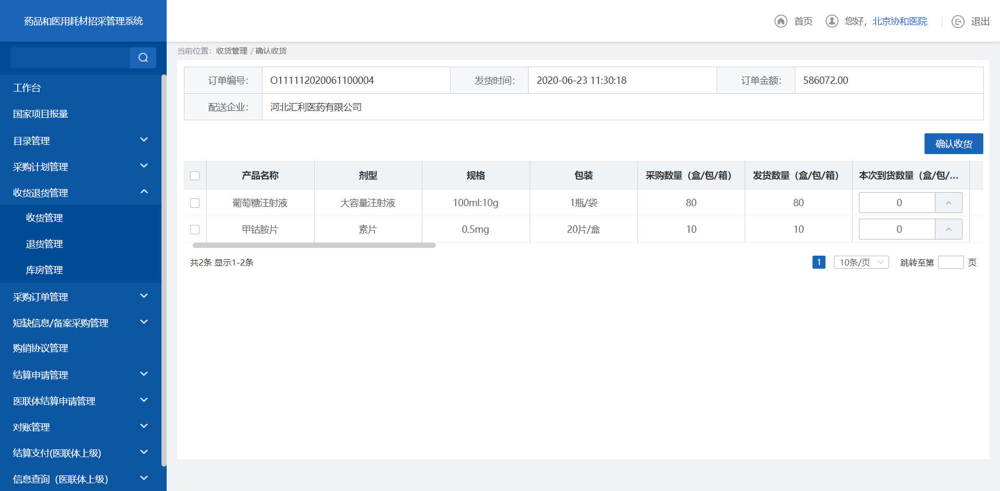 药品和医用耗材招采管理系统
首页
您好，北京协和医院
退出
当前位置：收货管理 / 确认收货
工作台
国家项目报量
目录管理
采购计划管理
收货退货管理
收货管理
退货管理
库房管理
采购订单管理
短缺信息/备案采购管理
购销协议管理
结算申请管理
医联体结算申请管理
对账管理
结算支付(医联体上级)
信息查询（医联体上级）
订单编号： O111112020061100004 发货时间： 2020-06-23 11:30:18 订单金额： 586072.00
配送企业： 河北汇利医药有限公司
确认收货
产品名称 剂型 规格 包装 采购数量（盒/包/箱） 发货数量（盒/包/箱） 本次到货数量（盒/包/...
葡萄糖注射液 大容量注射液 100ml:10g 1瓶/袋 80 80 0
甲钴胺片 素片 0.5mg 20片/盒 10 10 0
共2条 显示1-2条 1 10条/页 跳转至第 页